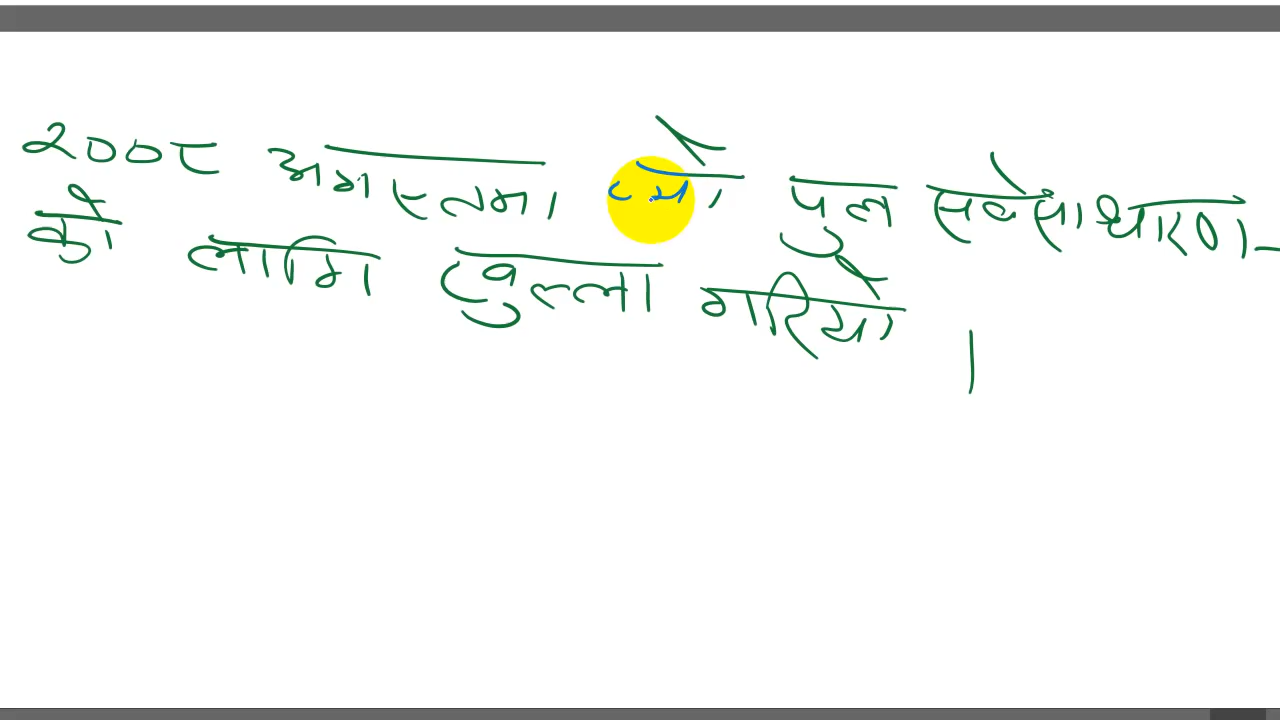 २००८ अगस्तमा त्यो पुल सर्वसाधारण-
को लागि खुल्ला गरियो ।